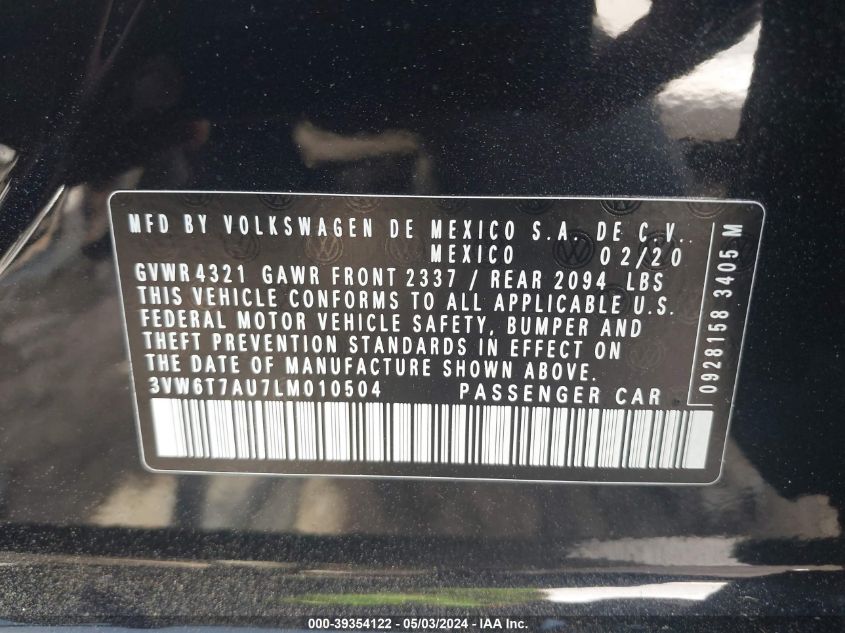 MFD BY VOLKSWAGEN DE MEXICO S.A. DE C.V.
MEXICO 02/20
GVWR 4321 GAWR FRONT 2337 / REAR 2094 LBS
THIS VEHICLE CONFORMS TO ALL APPLICABLE U.S.
FEDERAL MOTOR VEHICLE SAFETY, BUMPER AND
THEFT PREVENTION STANDARDS IN EFFECT ON
THE DATE OF MANUFACTURE SHOWN ABOVE.
3VW6T7AU7LM010504 PASSENGER CAR
0928158 3405 M
000-39354122 - 05/03/2024 - IAA Inc.